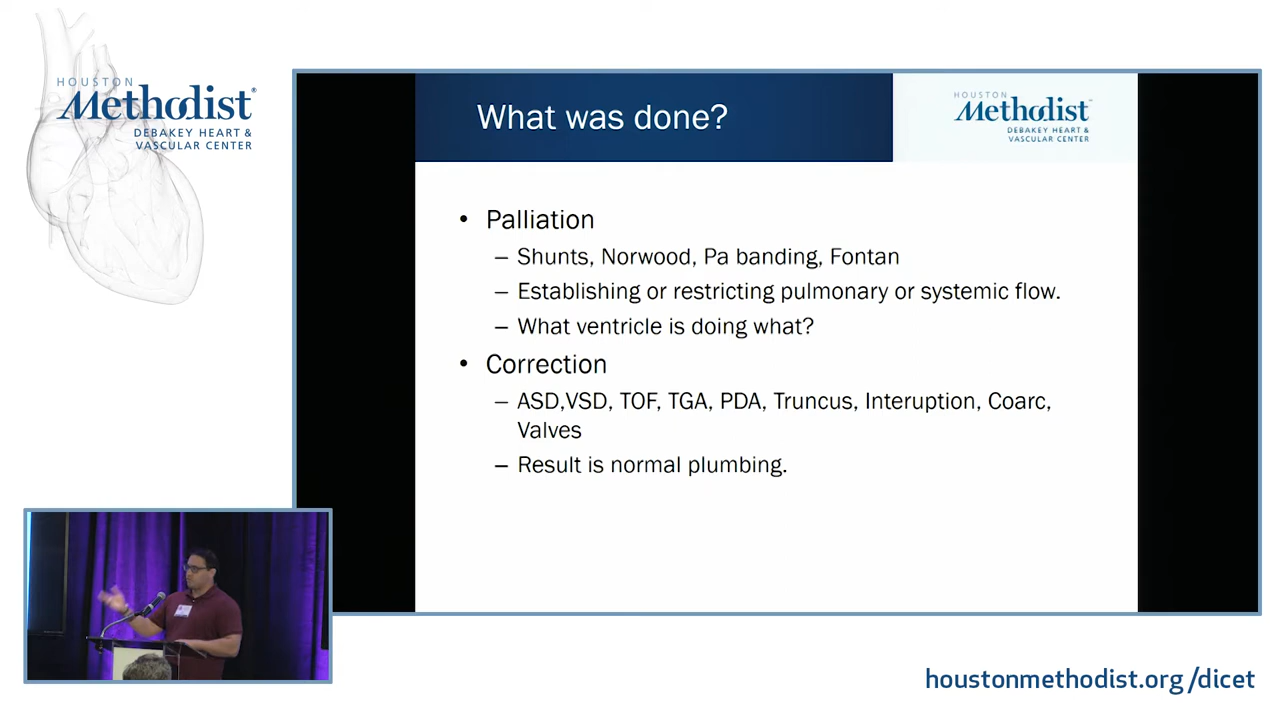 HOUSTON
Methodist®
DEBAKEY HEART &
VASCULAR CENTER
What was done?
HOUSTON
Methodist
DEBAKEY HEART &
VASCULAR CENTER
• Palliation
– Shunts, Norwood, Pa banding, Fontan
– Establishing or restricting pulmonary or systemic flow.
– What ventricle is doing what?
• Correction
– ASD,VSD, TOF, TGA, PDA, Truncus, Interuption, Coarc,
Valves
– Result is normal plumbing.
houstonmethodist.org/dicet